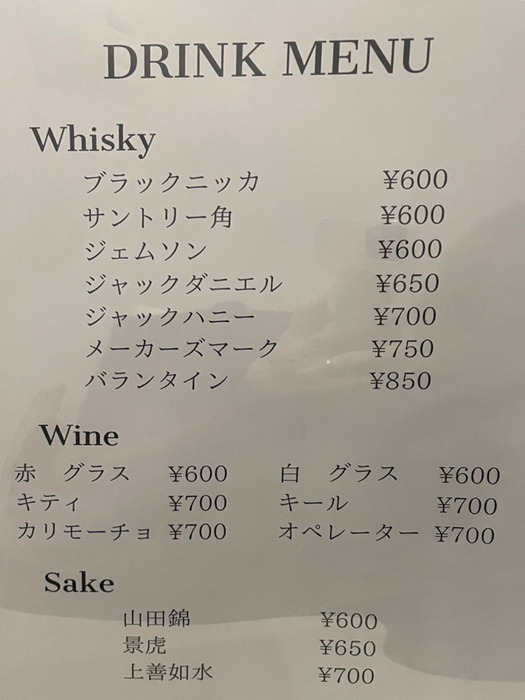 DRINK MENU
Whisky
ブラックニッカ ¥600
サントリー角 ¥600
ジェムソン ¥600
ジャックダニエル ¥650
ジャックハニー ¥700
メーカーズマーク ¥750
バランタイン ¥850
Wine
赤　グラス ¥600 白　グラス ¥600
キティ ¥700 キール ¥700
カリモーチョ ¥700 オペレーター ¥700
Sake
山田錦 ¥600
景虎 ¥650
上善如水 ¥700